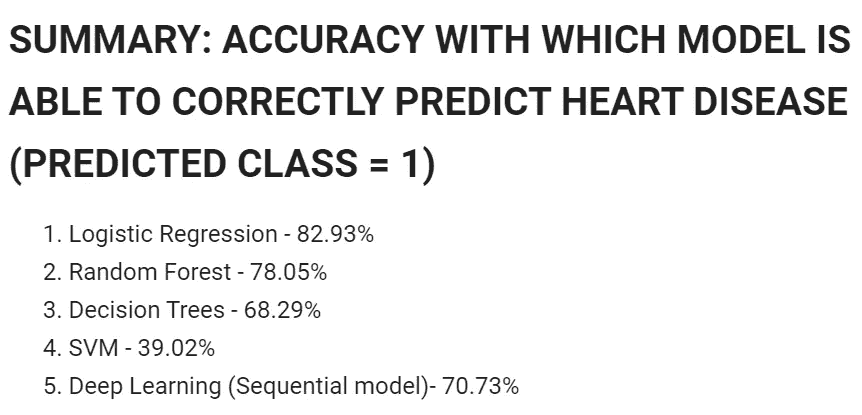 SUMMARY: ACCURACY WITH WHICH MODEL IS
ABLE TO CORRECTLY PREDICT HEART DISEASE
(PREDICTED CLASS = 1)
1. Logistic Regression - 82.93%
2. Random Forest - 78.05%
3. Decision Trees - 68.29%
4. SVM - 39.02%
5. Deep Learning (Sequential model)- 70.73%